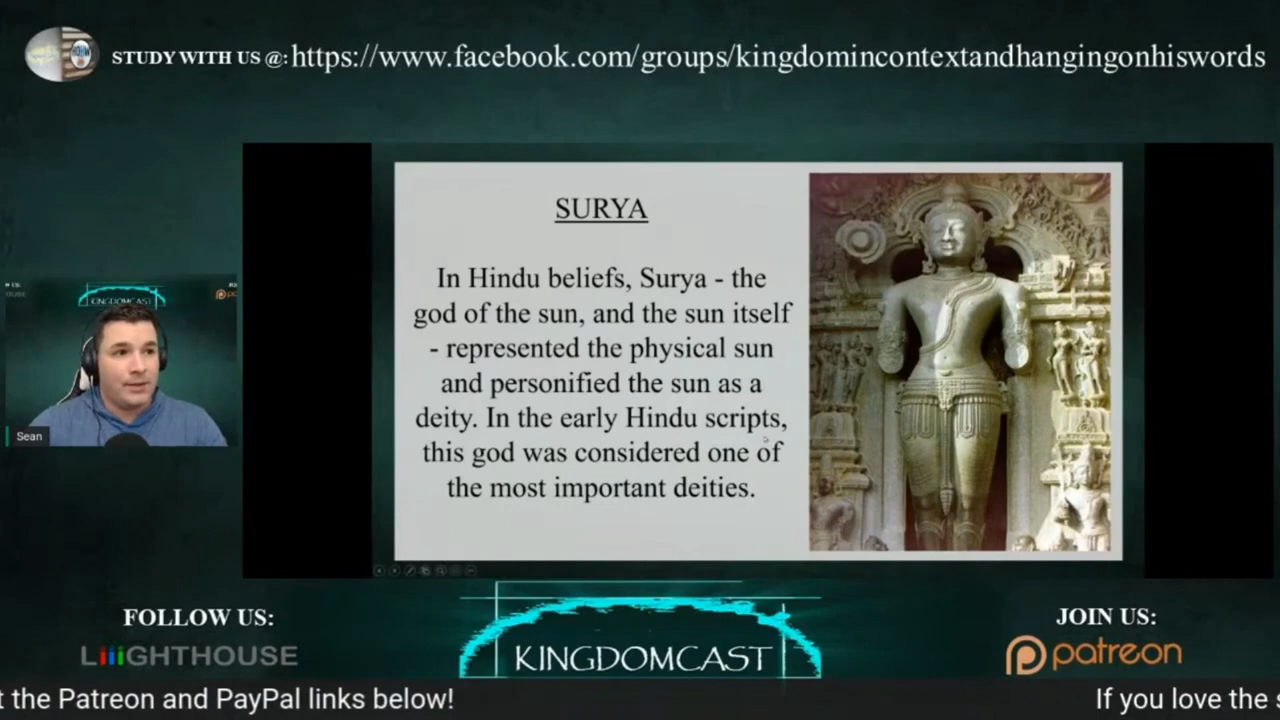 STUDY WITH US @: https://www.facebook.com/groups/kingdomincontextandhangingonhiswords
SURYA
In Hindu beliefs, Surya - the
god of the sun, and the sun itself
- represented the physical sun
and personified the sun as a
deity. In the early Hindu scripts,
this god was considered one of
the most important deities.
KINGDOMCAST
Sean
FOLLOW US:
LiiiGHTHOUSE
KINGDOMCAST
JOIN US:
patreon
t the Patreon and PayPal links below!
If you love the s